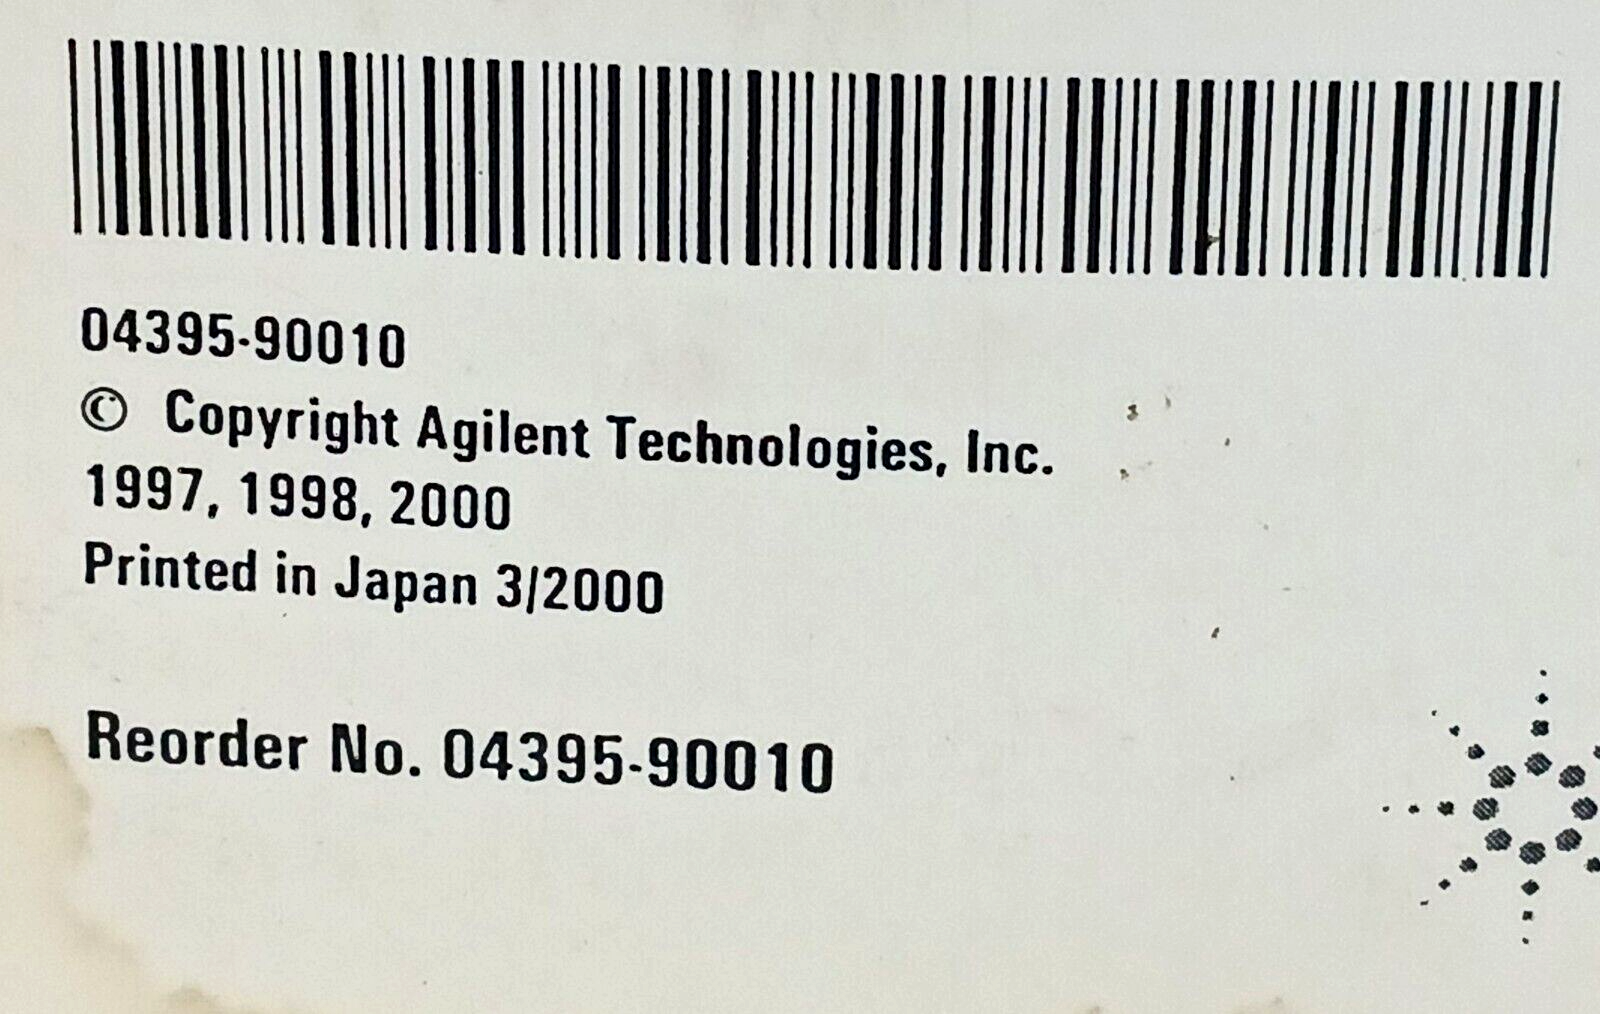 04395-90010
© Copyright Agilent Technologies, Inc.
1997, 1998, 2000
Printed in Japan 3/2000
Reorder No. 04395-90010